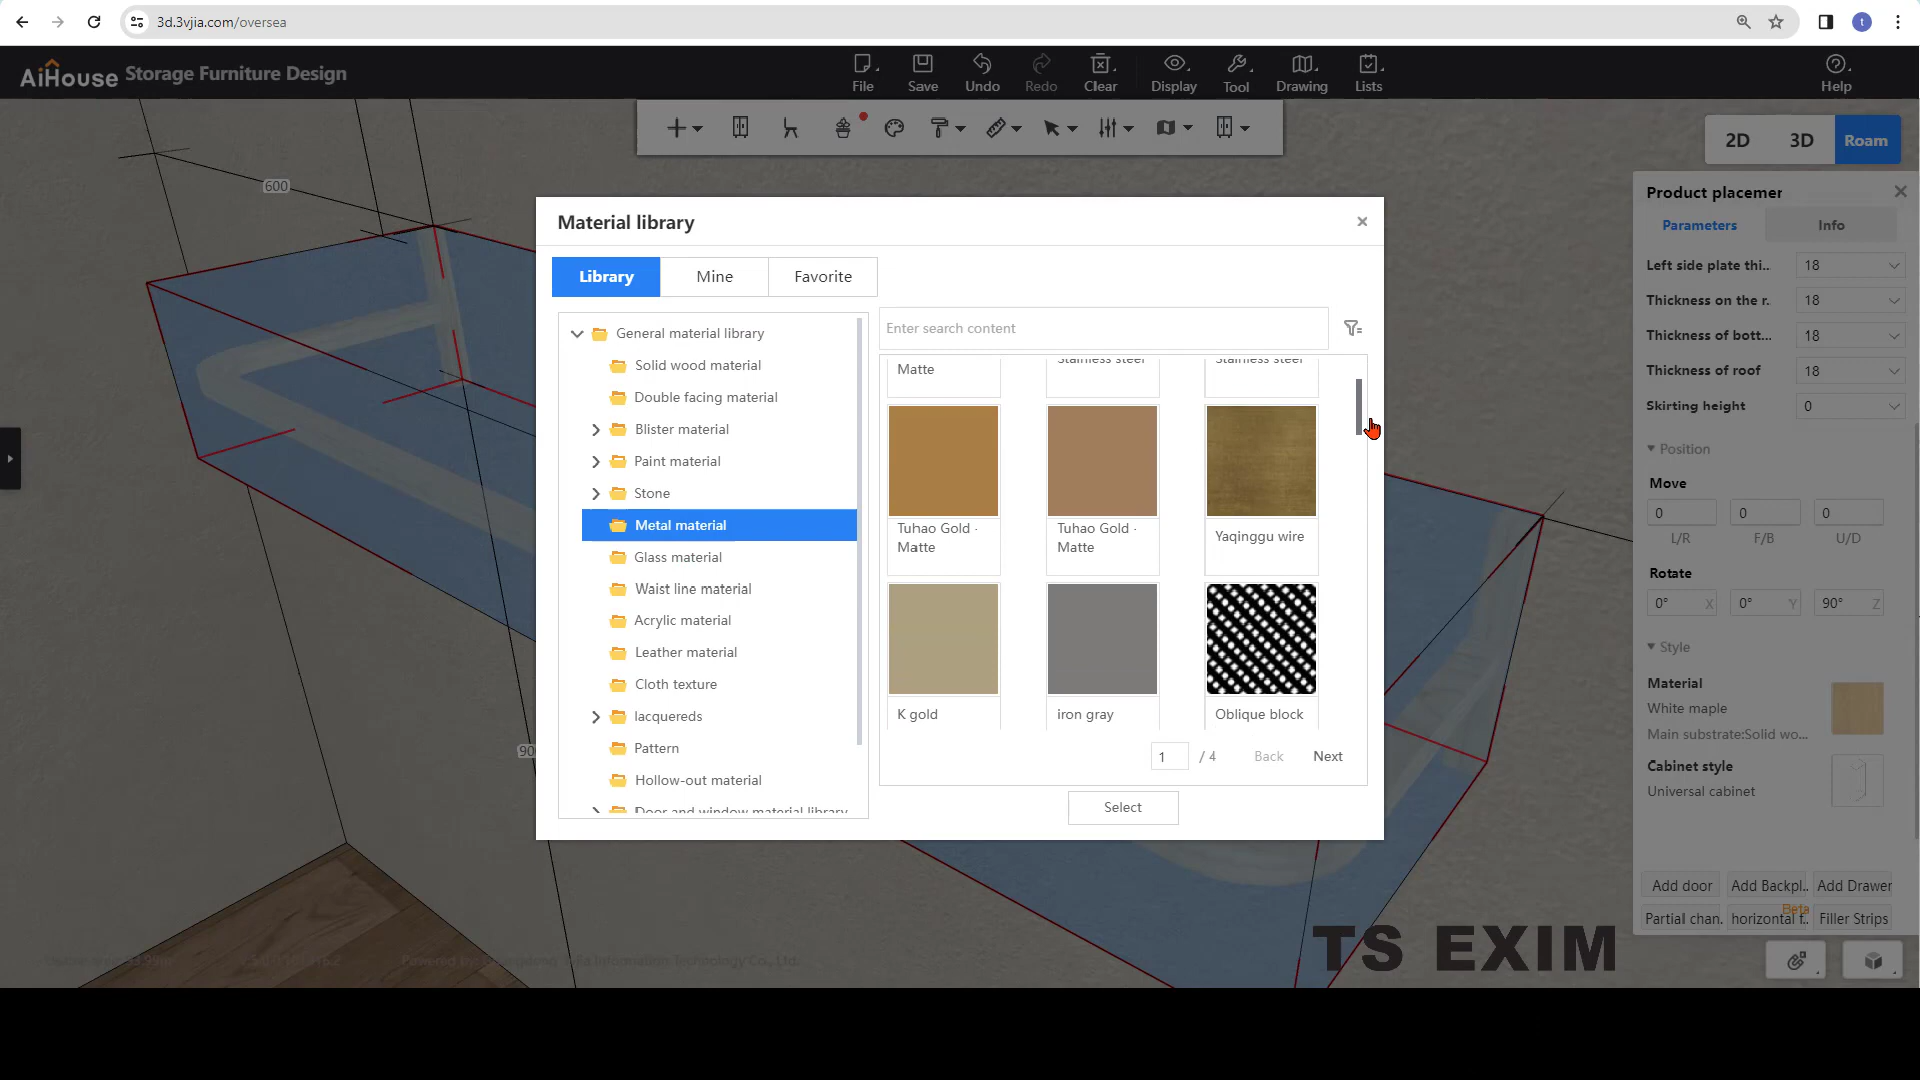 3d.3vjia.com/oversea
t
AiHouse Storage Furniture Design
File
Save
Undo
Redo
Clear
Display
Tool
Drawing
Lists
Help
2D
3D
Roam
600
Material library
Library
Mine
Favorite
General material library
Solid wood material
Double facing material
Blister material
Paint material
Stone
Metal material
Glass material
Waist line material
Acrylic material
Leather material
Cloth texture
lacquereds
Pattern
Hollow-out material
Door and window material library
Enter search content
Matte
Stainless steel
Stainless steel
Tuhao Gold ·
Matte
Tuhao Gold ·
Matte
Yaqinggu wire
K gold
iron gray
Oblique block
1 / 4 Back Next
Select
Product placemer
Parameters
Info
Left side plate thi.. 18
Thickness on the r. 18
Thickness of bott... 18
Thickness of roof 18
Skirting height 0
Position
Move
0 0 0
L/R F/B U/D
Rotate
0° X 0° Y 90° Z
Style
Material
White maple
Main substrate:Solid wo...
Cabinet style
Universal cabinet
Add door
Add Backpl..
Add Drawer
Beta
Partial chan.
horizontal f..
Filler Strips
TS EXIM